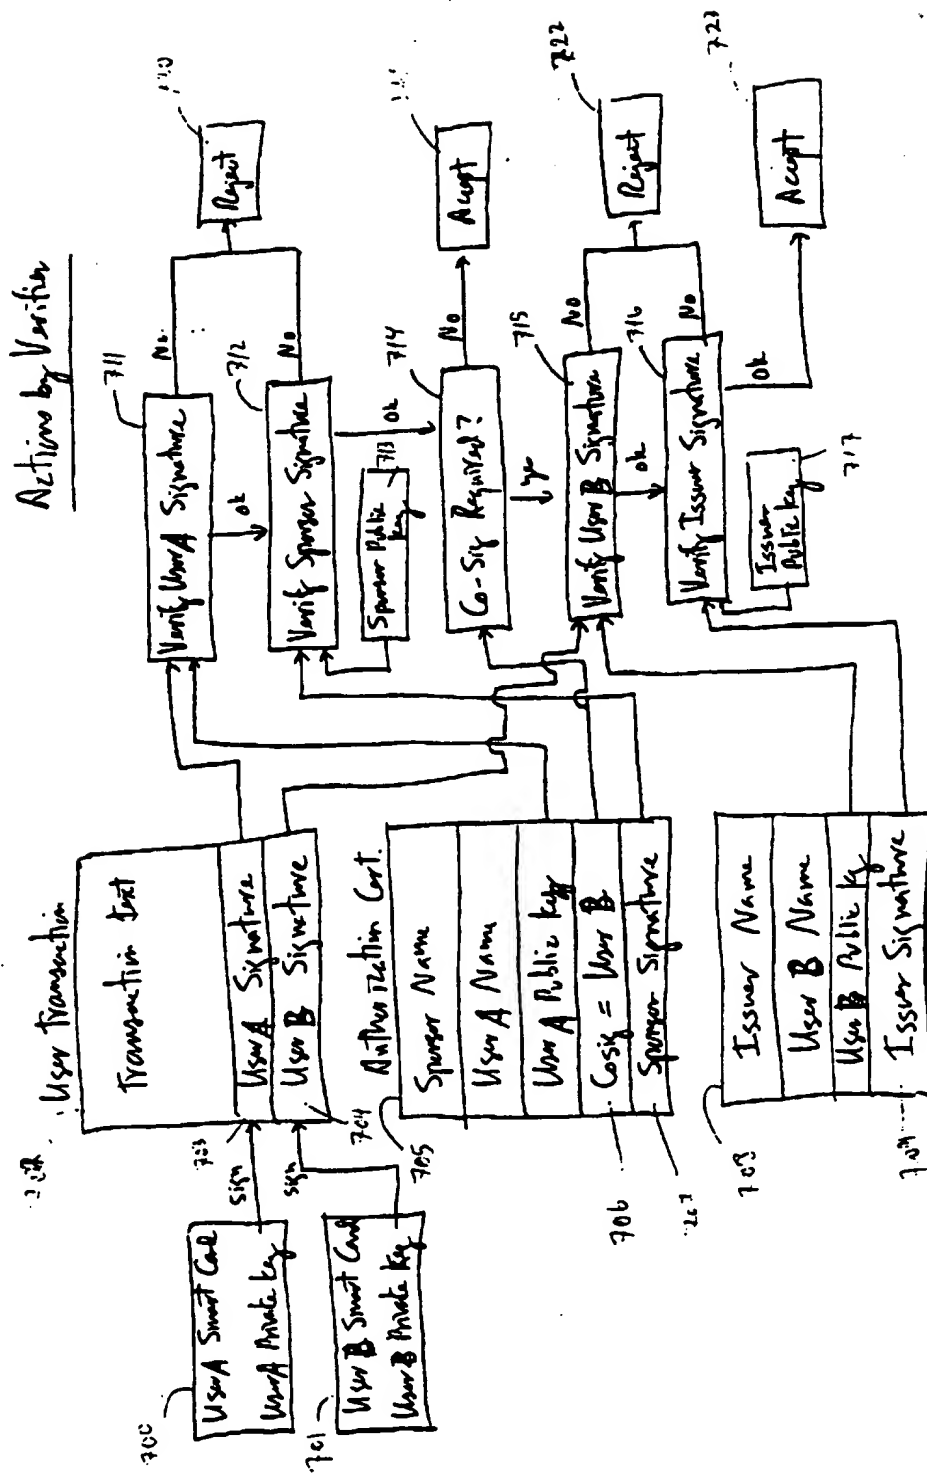 Actions by Verifier
User Transaction
Transaction text
User A Signature
User B Signature
703
704
700
User A Smart Card
User A Private Key
sign
701
User B Smart Card
User B Private Key
sign
Authorization Cert.
705
Sponsor Name
User A Name
User A Public Key
Cosig = User B
Sponsor Signature
706
708
Issuer Name
User B Name
User B Public Key
Issuer Signature
709
711
Verify User A Signature
No
ok
712
Verify Sponsor Signature
No
ok
713
Sponsor Public
Key
714
Co-Sig Required?
No
yes
715
Verify User B Signature
No
ok
716
Verify Issuer Signature
No
ok
717
Issuer
Public Key
Reject
Accept
722
Reject
723
Accept